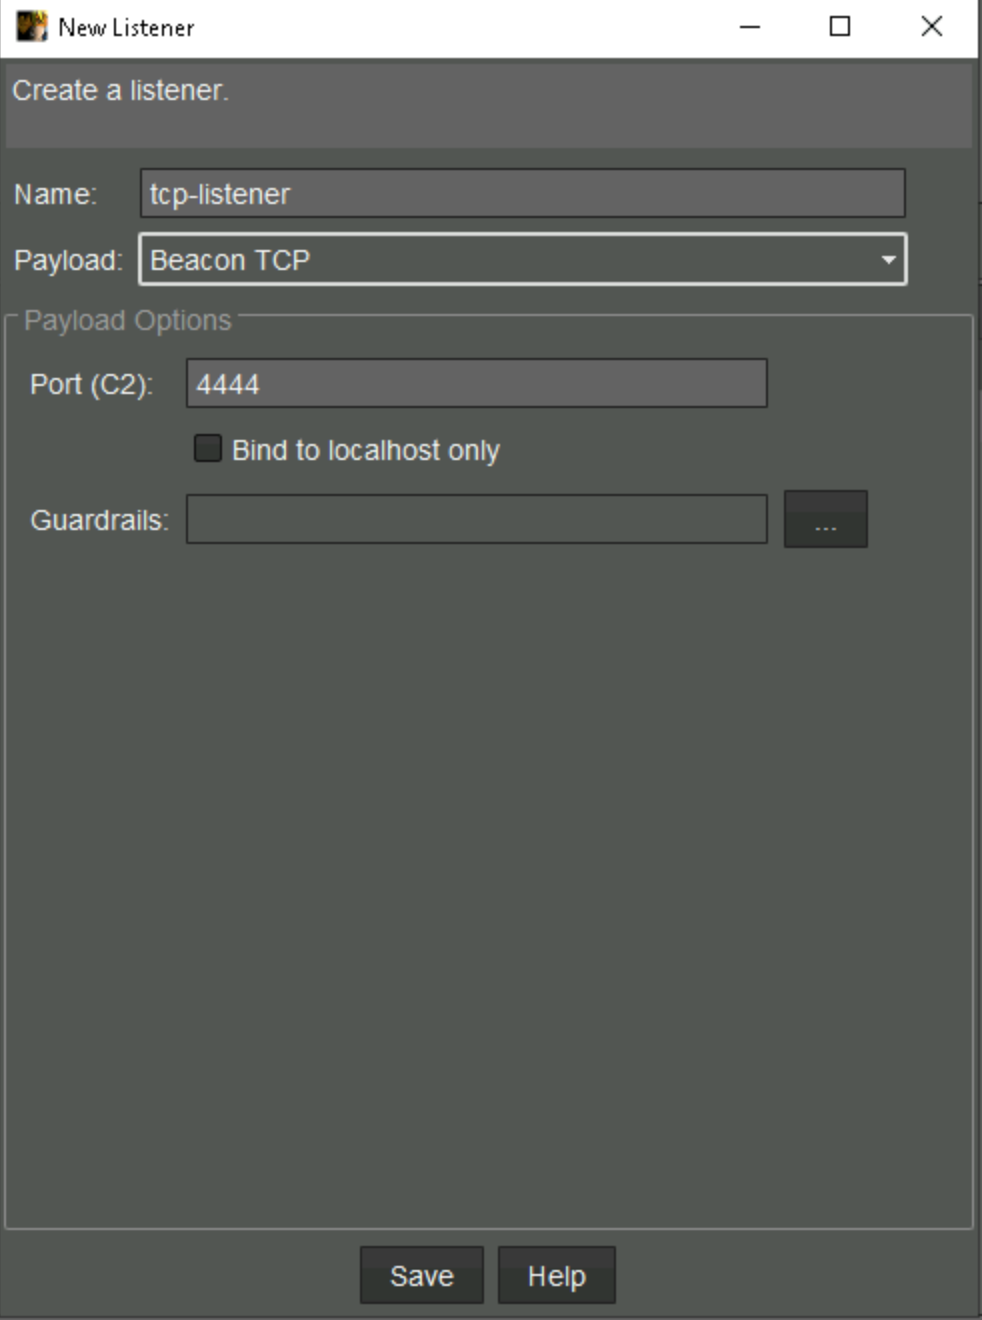 New Listener
Create a listener.
Name: tcp-listener
Payload: Beacon TCP
Payload Options
Port (C2): 4444
Bind to localhost only
Guardrails: ...
Save Help